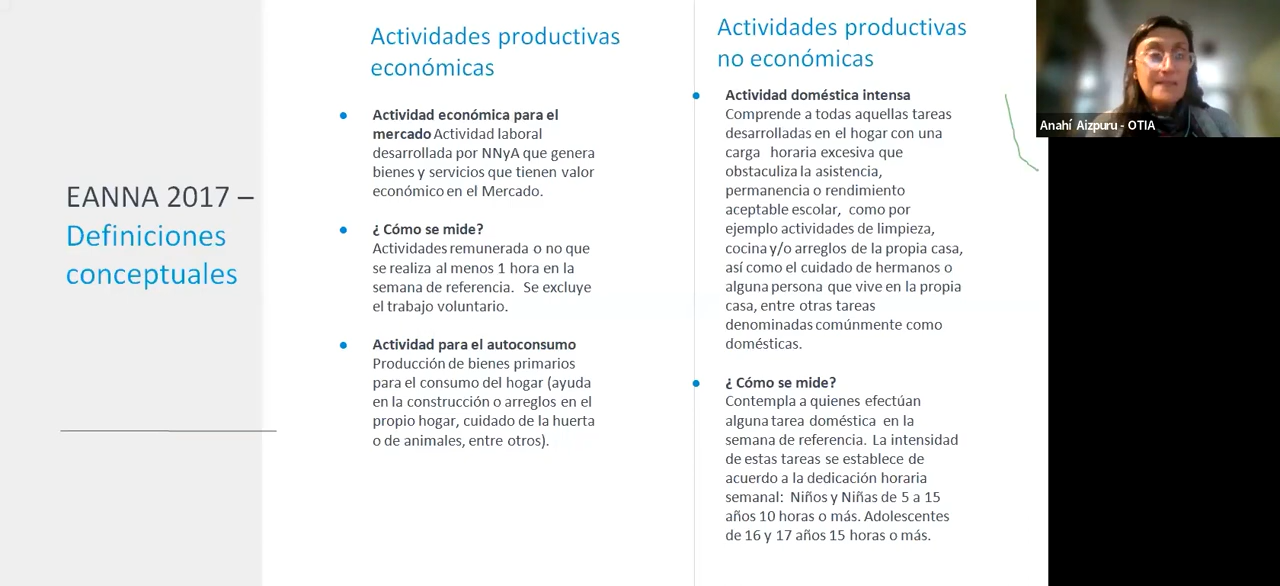 EANNA 2017 –
Definiciones
conceptuales
Actividades productivas
económicas
Actividad económica para el
mercado Actividad laboral
desarrollada por NNyA que genera
bienes y servicios que tienen valor
económico en el Mercado.
¿ Cómo se mide?
Actividades remunerada o no que
se realiza al menos 1 hora en la
semana de referencia. Se excluye
el trabajo voluntario.
Actividad para el autoconsumo
Producción de bienes primarios
para el consumo del hogar (ayuda
en la construcción o arreglos en el
propio hogar, cuidado de la huerta
o de animales, entre otros).
Actividades productivas
no económicas
Actividad doméstica intensa
Comprende a todas aquellas tareas
desarrolladas en el hogar con una
carga horaria excesiva que
obstaculiza la asistencia,
permanencia o rendimiento
aceptable escolar, como por
ejemplo actividades de limpieza,
cocina y/o arreglos de la propia casa,
así como el cuidado de hermanos o
alguna persona que vive en la propia
casa, entre otras tareas
denominadas comúnmente como
domésticas.
¿ Cómo se mide?
Contempla a quienes efectúan
alguna tarea doméstica en la
semana de referencia. La intensidad
de estas tareas se establece de
acuerdo a la dedicación horaria
semanal: Niños y Niñas de 5 a 15
años 10 horas o más. Adolescentes
de 16 y 17 años 15 horas o más.
Anahí Aizpuru - OTIA